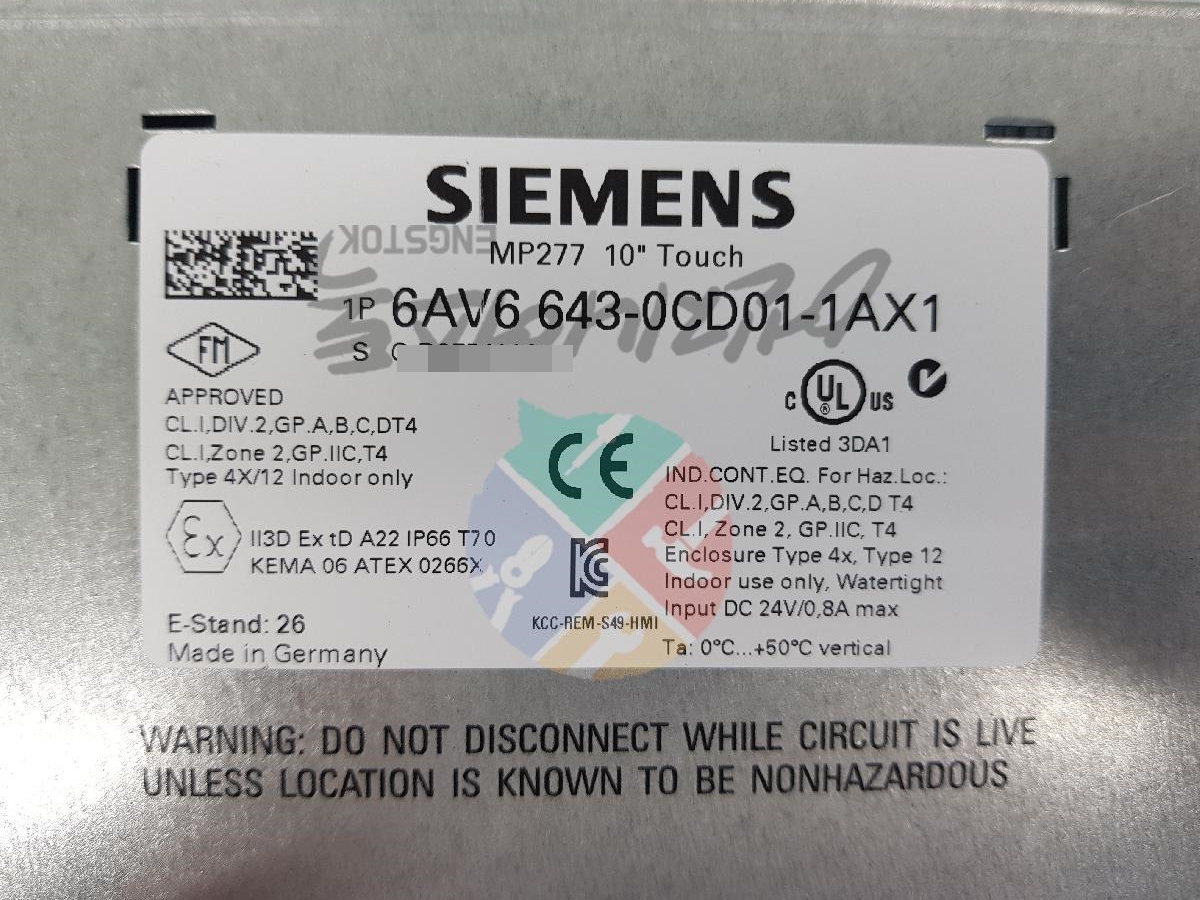 SIEMENS
ENGSTOK
MP277 10" Touch
1P 6AV6 643-0CD01-1AX1
S
FM
APPROVED
CL.I,DIV.2,GP.A,B,C,DT4
CL.I,Zone 2,GP.IIC,T4
Type 4X/12 Indoor only
Ex II3D Ex tD A22 IP66 T70
KEMA 06 ATEX 0266X
E-Stand: 26
Made in Germany
CE
KCC-REM-S49-HMI
C UL ® US
Listed 3DA1
IND.CONT.EQ. For Haz.Loc.:
CL.I,DIV.2,GP.A,B,C,D T4
CL.I, Zone 2, GP.IIC, T4
Enclosure Type 4x, Type 12
Indoor use only, Watertight
Input DC 24V/0,8A max
Ta: 0°C...+50°C vertical
WARNING: DO NOT DISCONNECT WHILE CIRCUIT IS LIVE
UNLESS LOCATION IS KNOWN TO BE NONHAZARDOUS